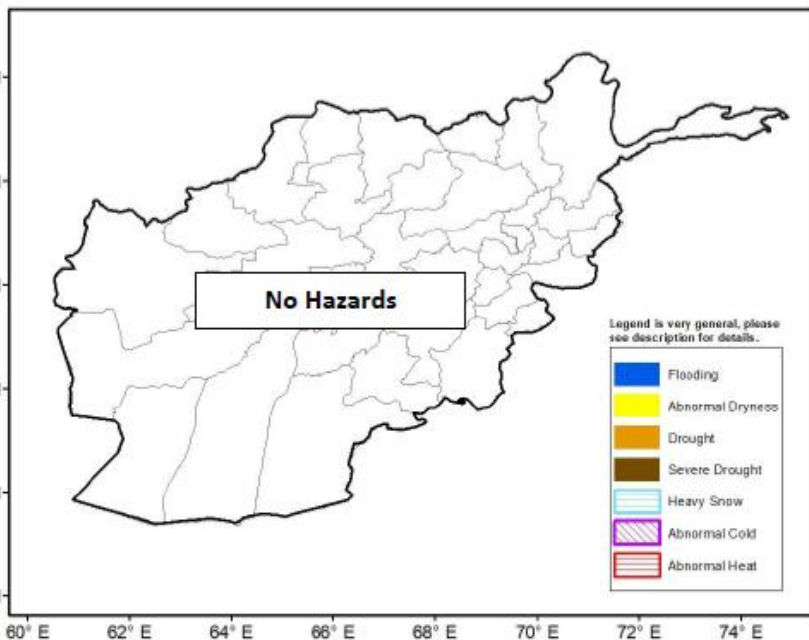 No Hazards
Legend is very general, please
see description for details.
Flooding
Abnormal Dryness
Drought
Severe Drought
Heavy Snow
Abnormal Cold
Abnormal Heat
60° E 62° E 64° E 66° E 68° E 70° E 72° E 74° E